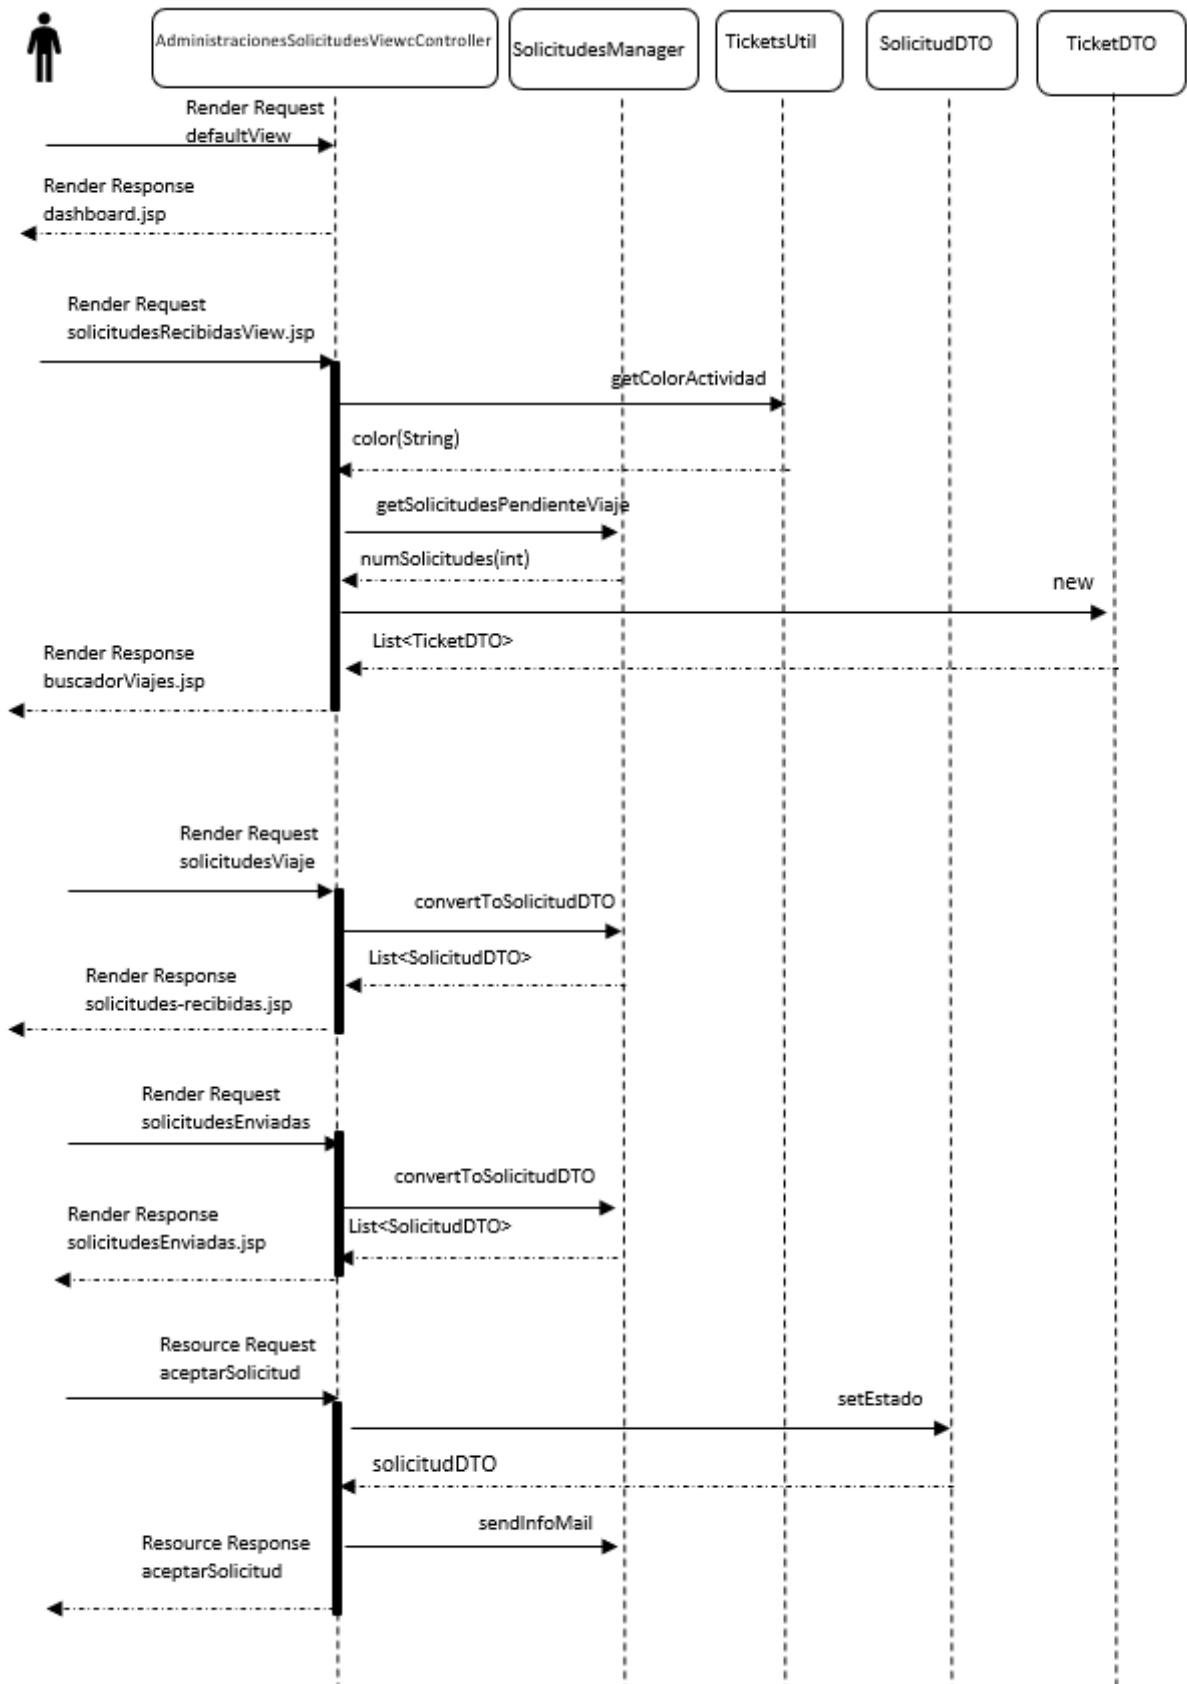 AdministracionesSolicitudesViewcController
SolicitudesManager
TicketsUtil
SolicitudDTO
TicketDTO
Render Request
defaultView
Render Response
dashboard.jsp
Render Request
solicitudesRecibidasView.jsp
getColorActividad
color(String)
getSolicitudesPendienteViaje
numSolicitudes(int)
new
List<TicketDTO>
Render Response
buscadorViajes.jsp
Render Request
solicitudesViaje
convertToSolicitudDTO
List<SolicitudDTO>
Render Response
solicitudes-recibidas.jsp
Render Request
solicitudesEnviadas
convertToSolicitudDTO
List<SolicitudDTO>
Render Response
solicitudesEnviadas.jsp
Resource Request
aceptarSolicitud
setEstado
solicitudDTO
sendInfoMail
Resource Response
aceptarSolicitud